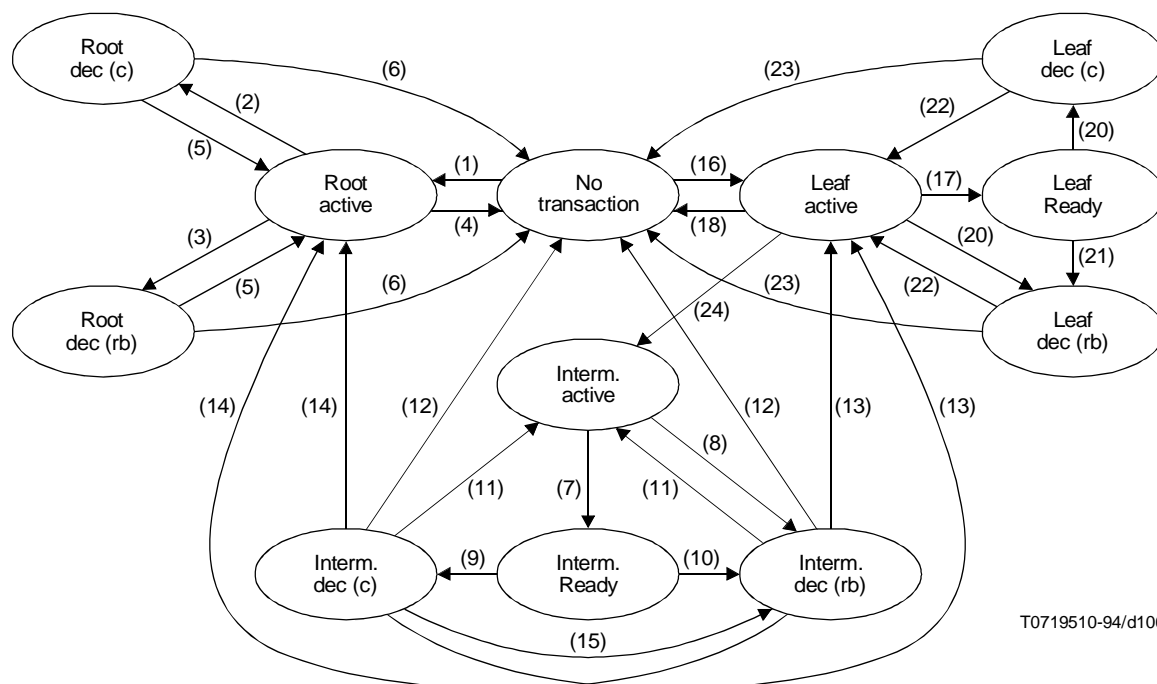 Root
dec (c)
(6)
(23)
Leaf
dec (c)
(2)
(22)
(5)
(20)
(1)
(16)
Root
active
No
transaction
Leaf
active
(17)
Leaf
Ready
(4)
(18)
(3)
(20)
(21)
(5)
(6)
(23)
(22)
Root
dec (rb)
(24)
Leaf
dec (rb)
Interm.
active
(14)
(14)
(12)
(12)
(13)
(13)
(8)
(11)
(7)
(11)
Interm.
dec (c)
(9)
Interm.
Ready
(10)
Interm.
dec (rb)
(15)
T0719510-94/d10